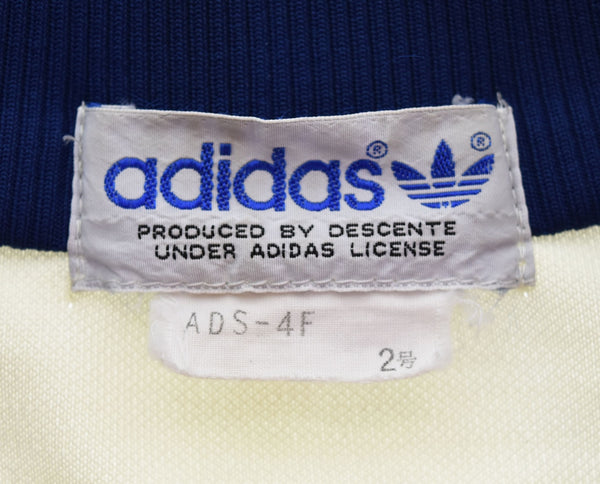 adidas® ®
PRODUCED BY DESCENTE
UNDER ADIDAS LICENSE
ADS-4F
2号